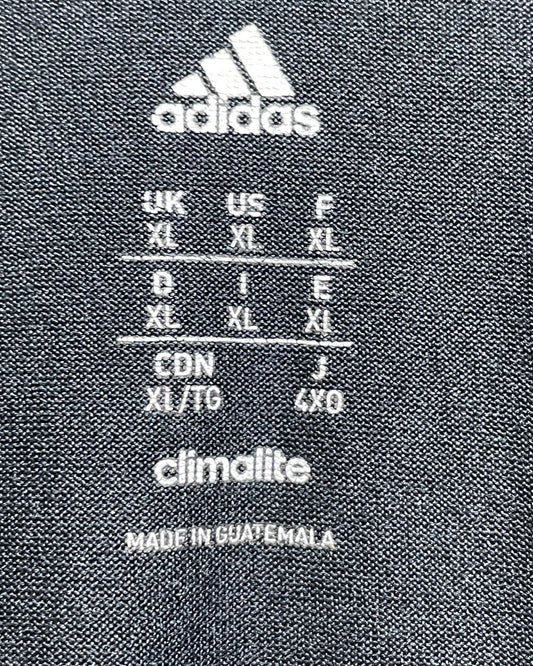 adidas
UK US F
XL XL XL
D I E
XL XL XL
CDN J
XL/TG 4XO
climalite
MADE IN GUATEMALA